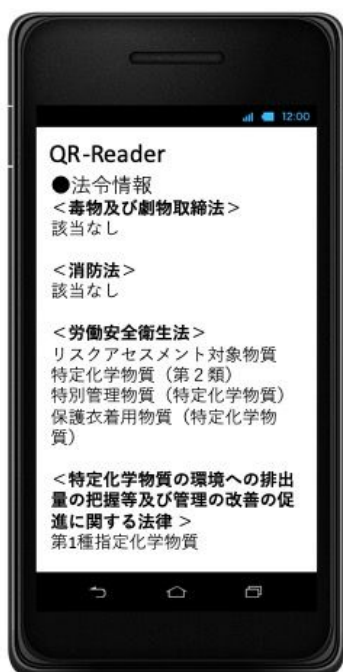 12:00
QR-Reader
●法令情報
＜毒物及び劇物取締法＞
該当なし
＜消防法＞
該当なし
＜労働安全衛生法＞
リスクアセスメント対象物質
特定化学物質（第２類）
特別管理物質（特定化学物質）
保護衣着用物質（特定化学物
質）
＜特定化学物質の環境への排出
量の把握等及び管理の改善の促
進に関する法律 ＞
第1種指定化学物質